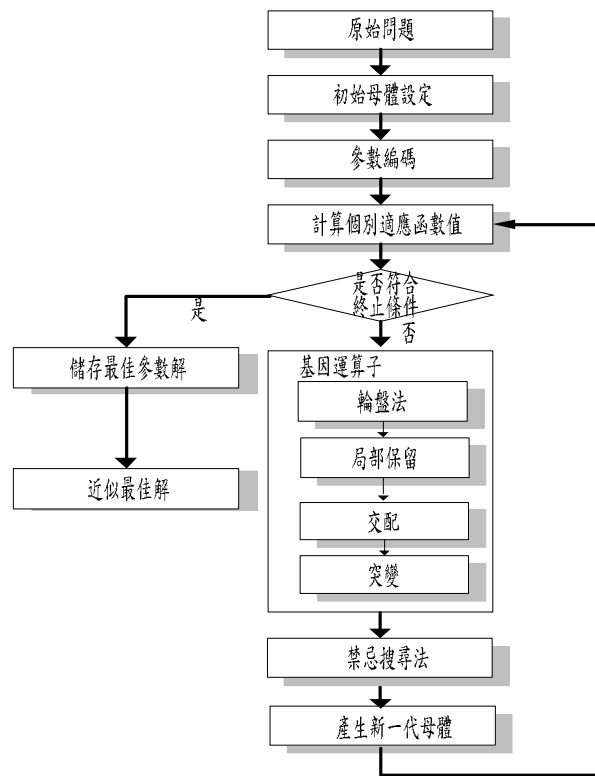 原始問題
初始母體設定
參數編碼
計算個別適應函數值
是否符合
終止條件
是
否
儲存最佳參數解
近似最佳解
基因運算子
輪盤法
局部保留
交配
突變
禁忌搜尋法
產生新一代母體